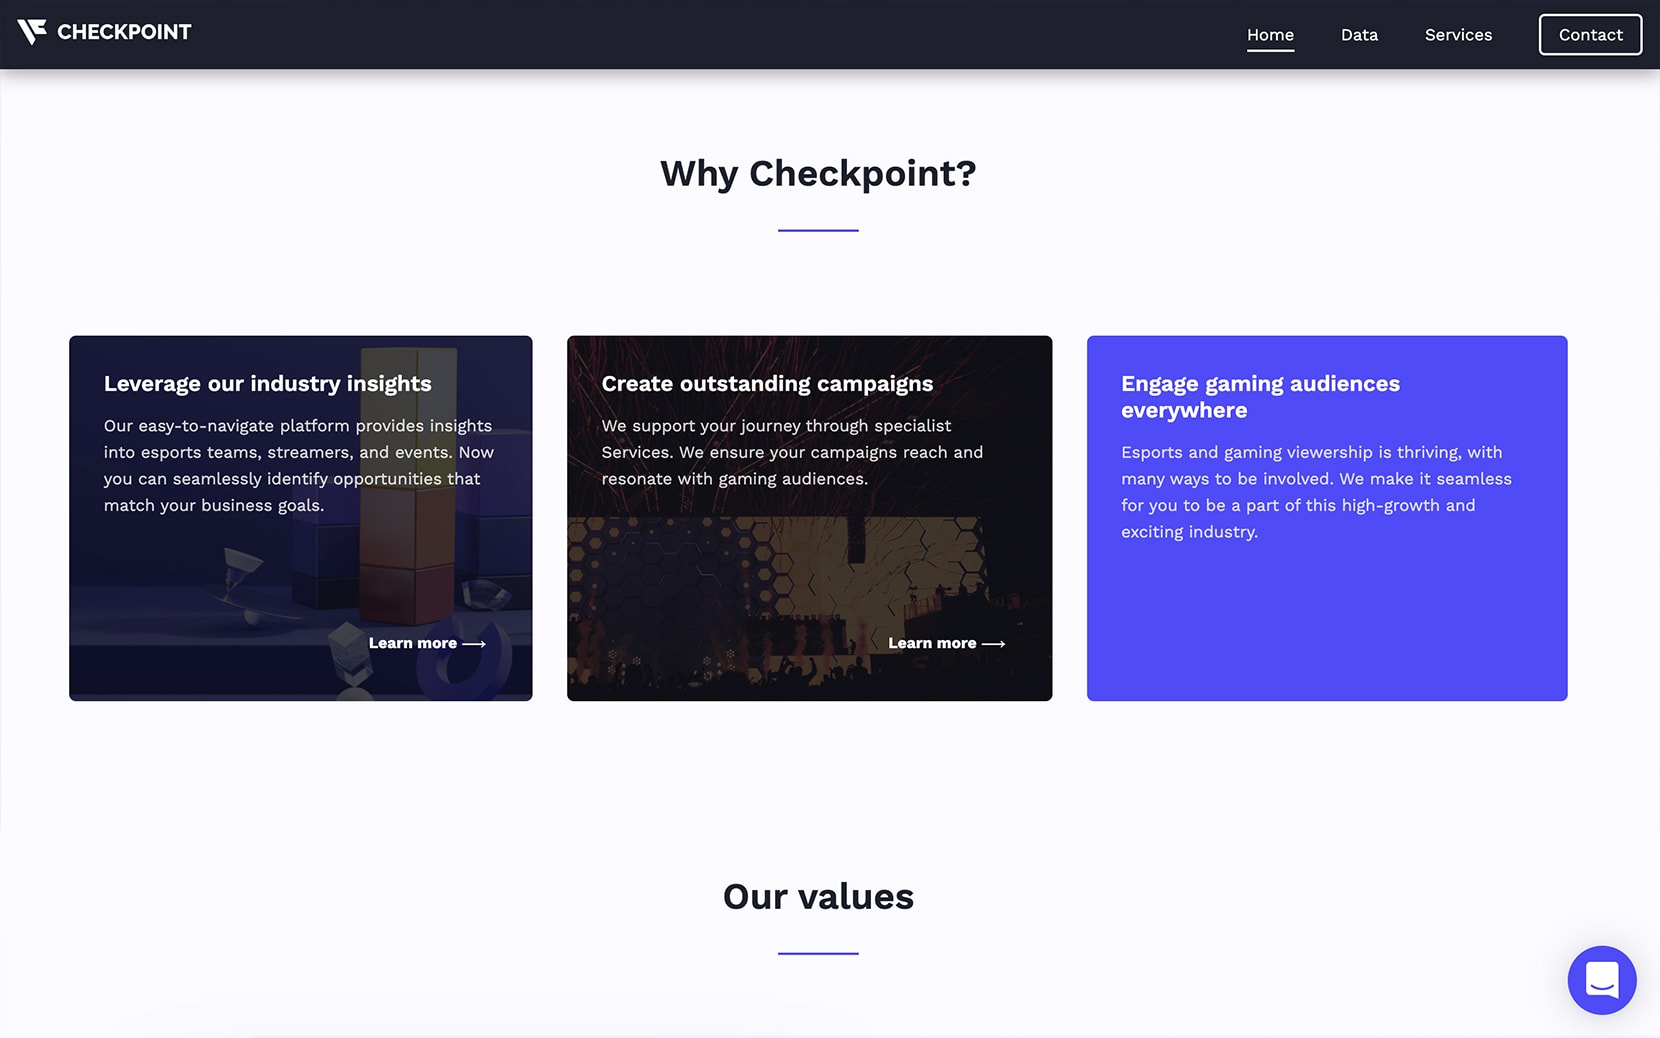 CHECKPOINT
Home
Data
Services
Contact
Why Checkpoint?
Leverage our industry insights
Our easy-to-navigate platform provides insights
into esports teams, streamers, and events. Now
you can seamlessly identify opportunities that
match your business goals.
Learn more ⟶
Create outstanding campaigns
We support your journey through specialist
Services. We ensure your campaigns reach and
resonate with gaming audiences.
Learn more ⟶
Engage gaming audiences
everywhere
Esports and gaming viewership is thriving, with
many ways to be involved. We make it seamless
for you to be a part of this high-growth and
exciting industry.
Our values